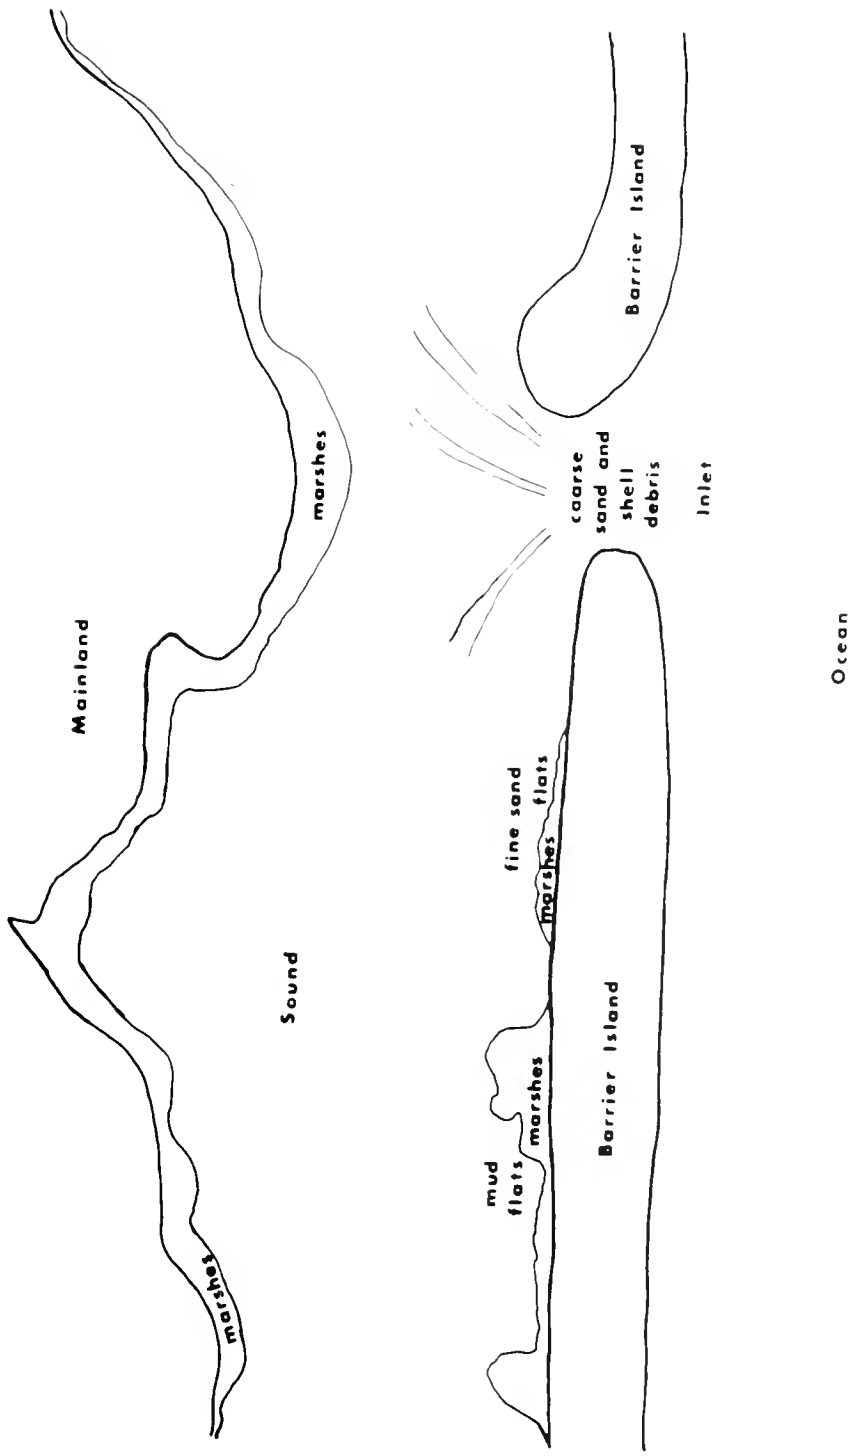 Mainland
marshes
marshes
Sound
Barrier Island
coarse
sand and
shell
debris
Inlet
fine sand
flats
marshes
mud
flats
marshes
Barrier Island
Ocean